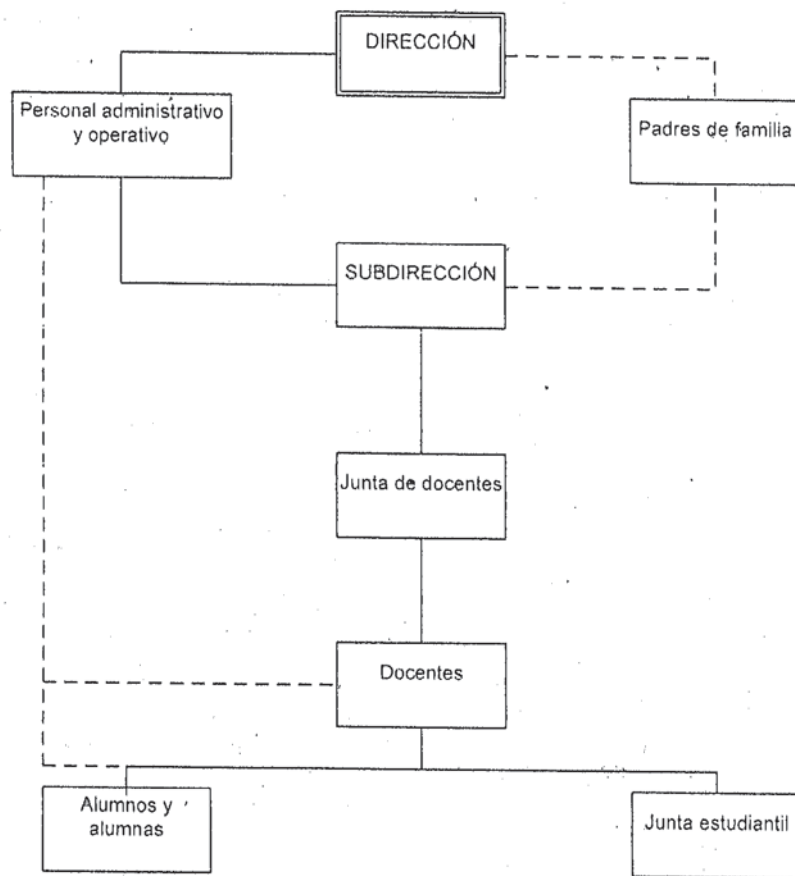 DIRECCIÓN
Personal administrativo
y operativo
Padres de familia
SUBDIRECCIÓN
Junta de docentes
Docentes
Alumnos y
alumnas
Junta estudiantil